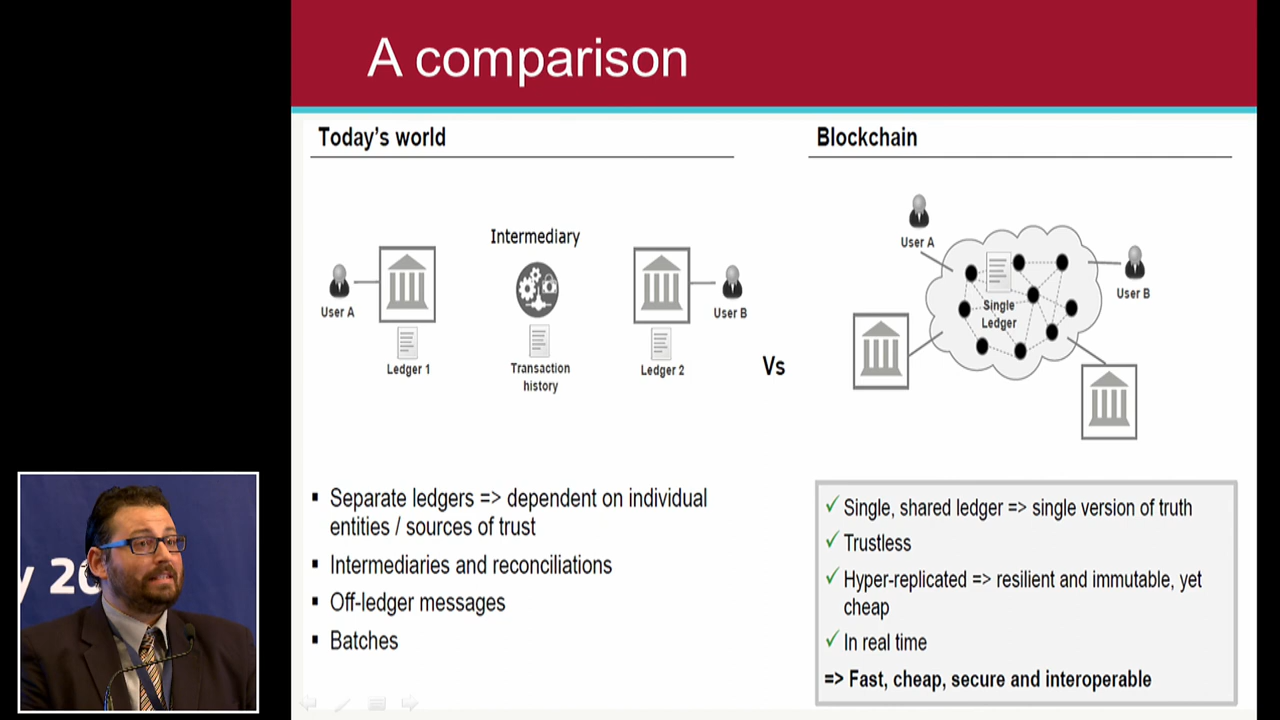 A comparison
Today's world
User A
Ledger 1
Intermediary
Transaction
history
Ledger 2
User B
Vs
Blockchain
User A
User B
Single
Ledger
▪ Separate ledgers => dependent on individual
entities / sources of trust
▪ Intermediaries and reconciliations
▪ Off-ledger messages
▪ Batches
✓ Single, shared ledger => single version of truth
✓ Trustless
✓ Hyper-replicated => resilient and immutable, yet
cheap
✓ In real time
=> Fast, cheap, secure and interoperable